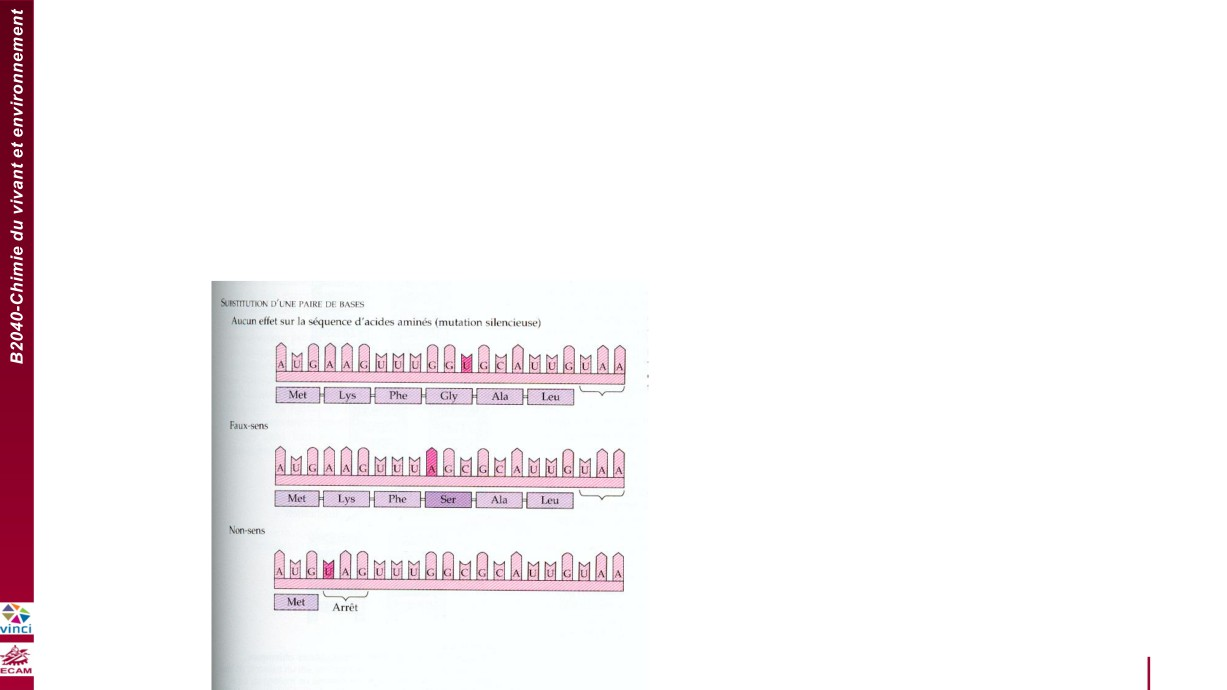 B2040-Chimie du vivant et environnement
SUBSTITUTION D'UNE PAIRE DE BASES
Aucun effet sur la séquence d'acides aminés (mutation silencieuse)
A U G A A G U U U G G U G C A U U G U A A
Met Lys Phe Gly Ala Leu
Faux-sens
A U G A A G U U U A G C G C A U U G U A A
Met Lys Phe Ser Ala Leu
Non-sens
A U G U A G U U U G G C G C A U U G U A A
Met Arrêt
vinci
ECAM